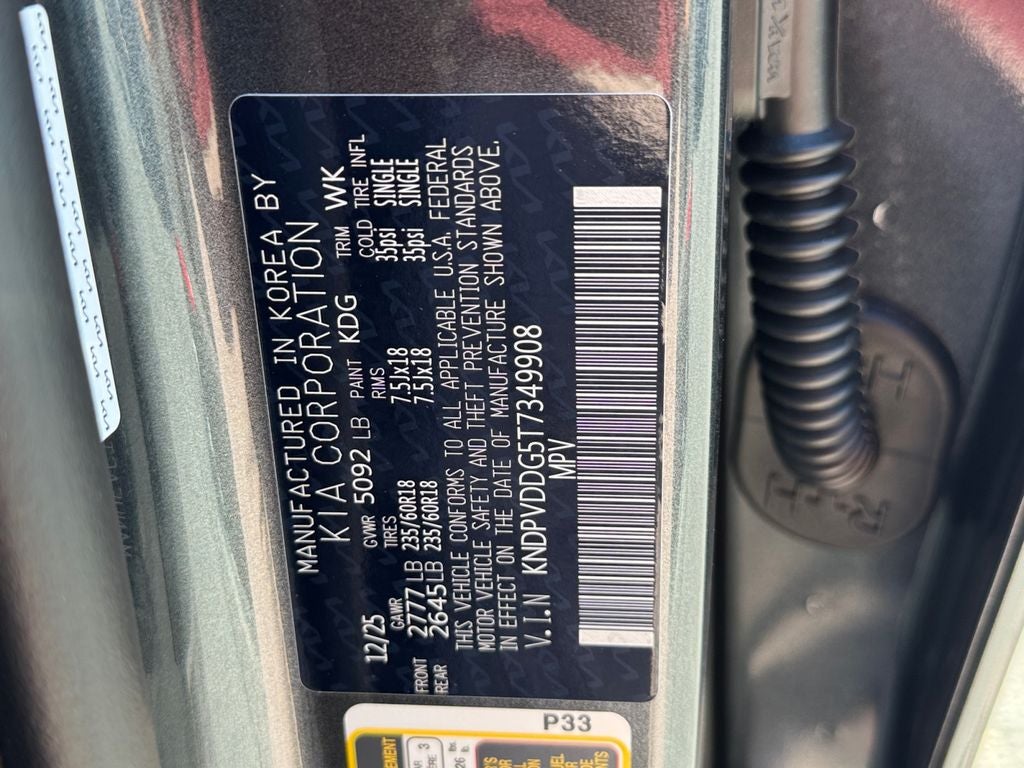 MANUFACTURED IN KOREA BY
KIA CORPORATION
12/25 GVWR 5092 LB PAINT KDG TRIM WK
GAWR TIRES RIMS COLD TIRE INFL
FRONT 2777 LB 235/60R18 7.5Jx18 35psi SINGLE
REAR 2645 LB 235/60R18 7.5Jx18 35psi SINGLE
THIS VEHICLE CONFORMS TO ALL APPLICABLE U.S.A. FEDERAL
MOTOR VEHICLE SAFETY AND THEFT PREVENTION STANDARDS
IN EFFECT ON THE DATE OF MANUFACTURE SHOWN ABOVE.
V.I.N KNDPVDDG5T7349908
MPV
P33
R-H